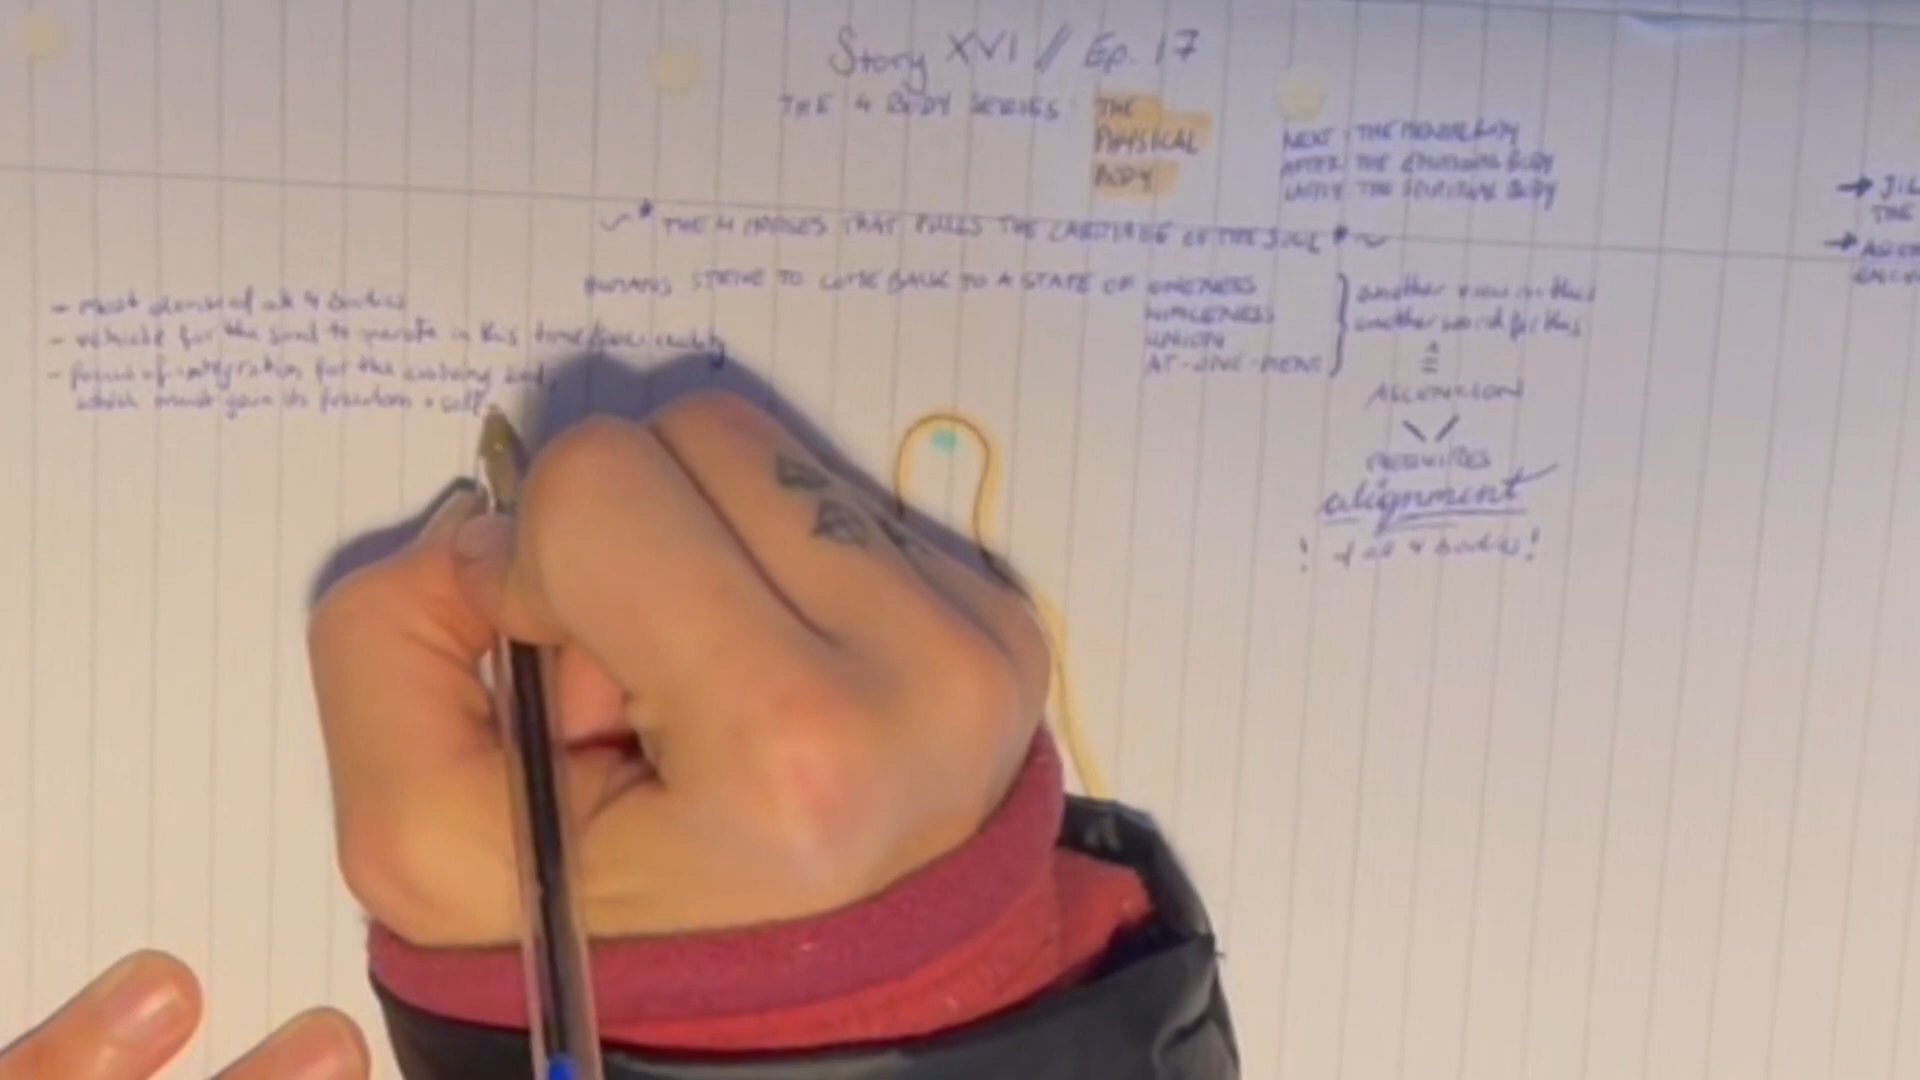 Story XVI // Ep. 17
THE 4 BODY SERIES: THE
PHYSICAL
BODY
NEXT: THE MENTAL BODY
AFTER: THE EMOTIONAL BODY
LASTLY THE SPIRITUAL BODY
~* THE 4 HORSES THAT PULLS THE CARRIAGE OF THE SOUL *~
HUMANS STRIVE TO COME BACK TO A STATE OF ONENESS
WHOLENESS
UNION
AT-ONE-MENT
another view on this
another word for this
ASCENSION
REQUIRES
alignment
! of all 4 bodies!
- most dense of all 4 bodies
- vehicle for the soul to operate in this time/space reality
- focus of integration for the evolving soul,
which must gain its freedom + self
→
THE
→